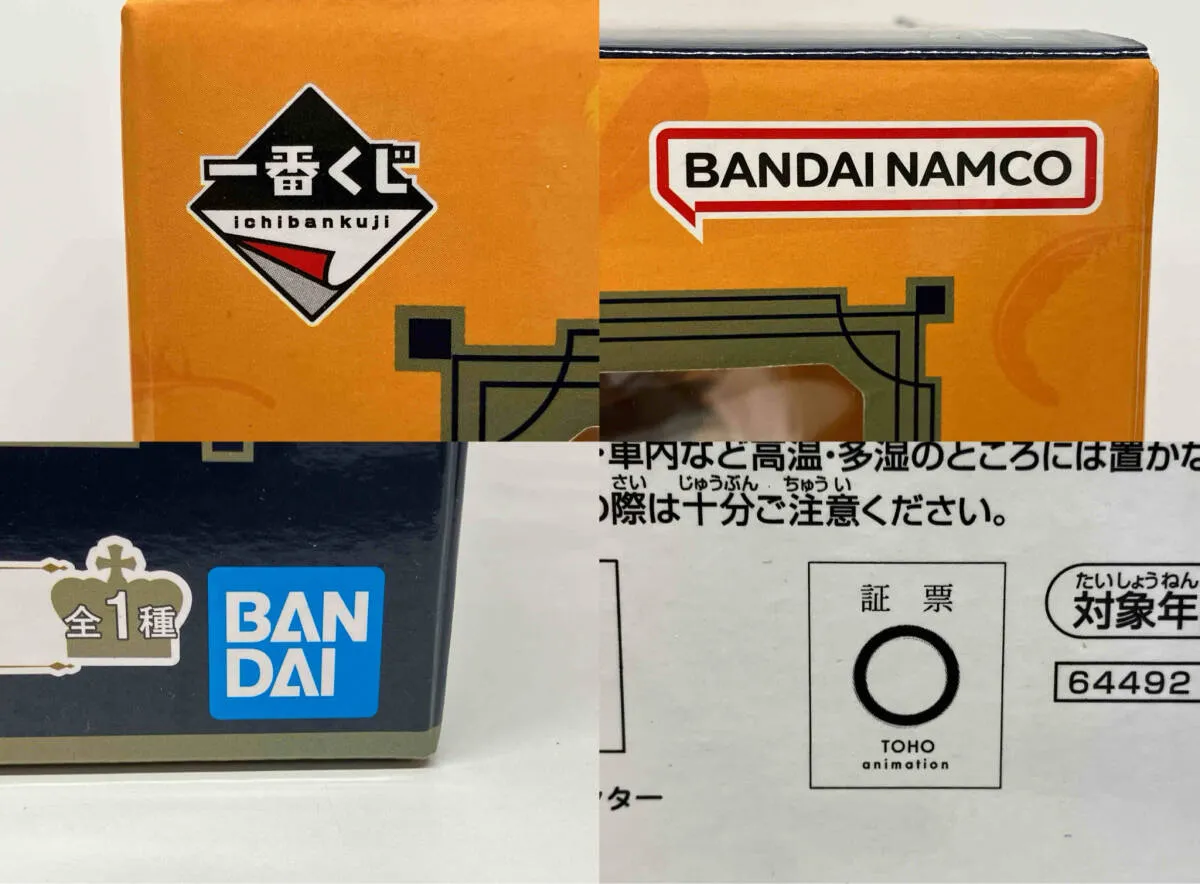 一番くじ
ichibankuji
BANDAI NAMCO
全1種
BAN
DAI
・車内など高温・多湿のところには置かな
さい じゅうぶん ちゅうい
の際は十分ご注意ください。
証 票
TOHO
animation
たいしょうねん
対象年
64492
ター